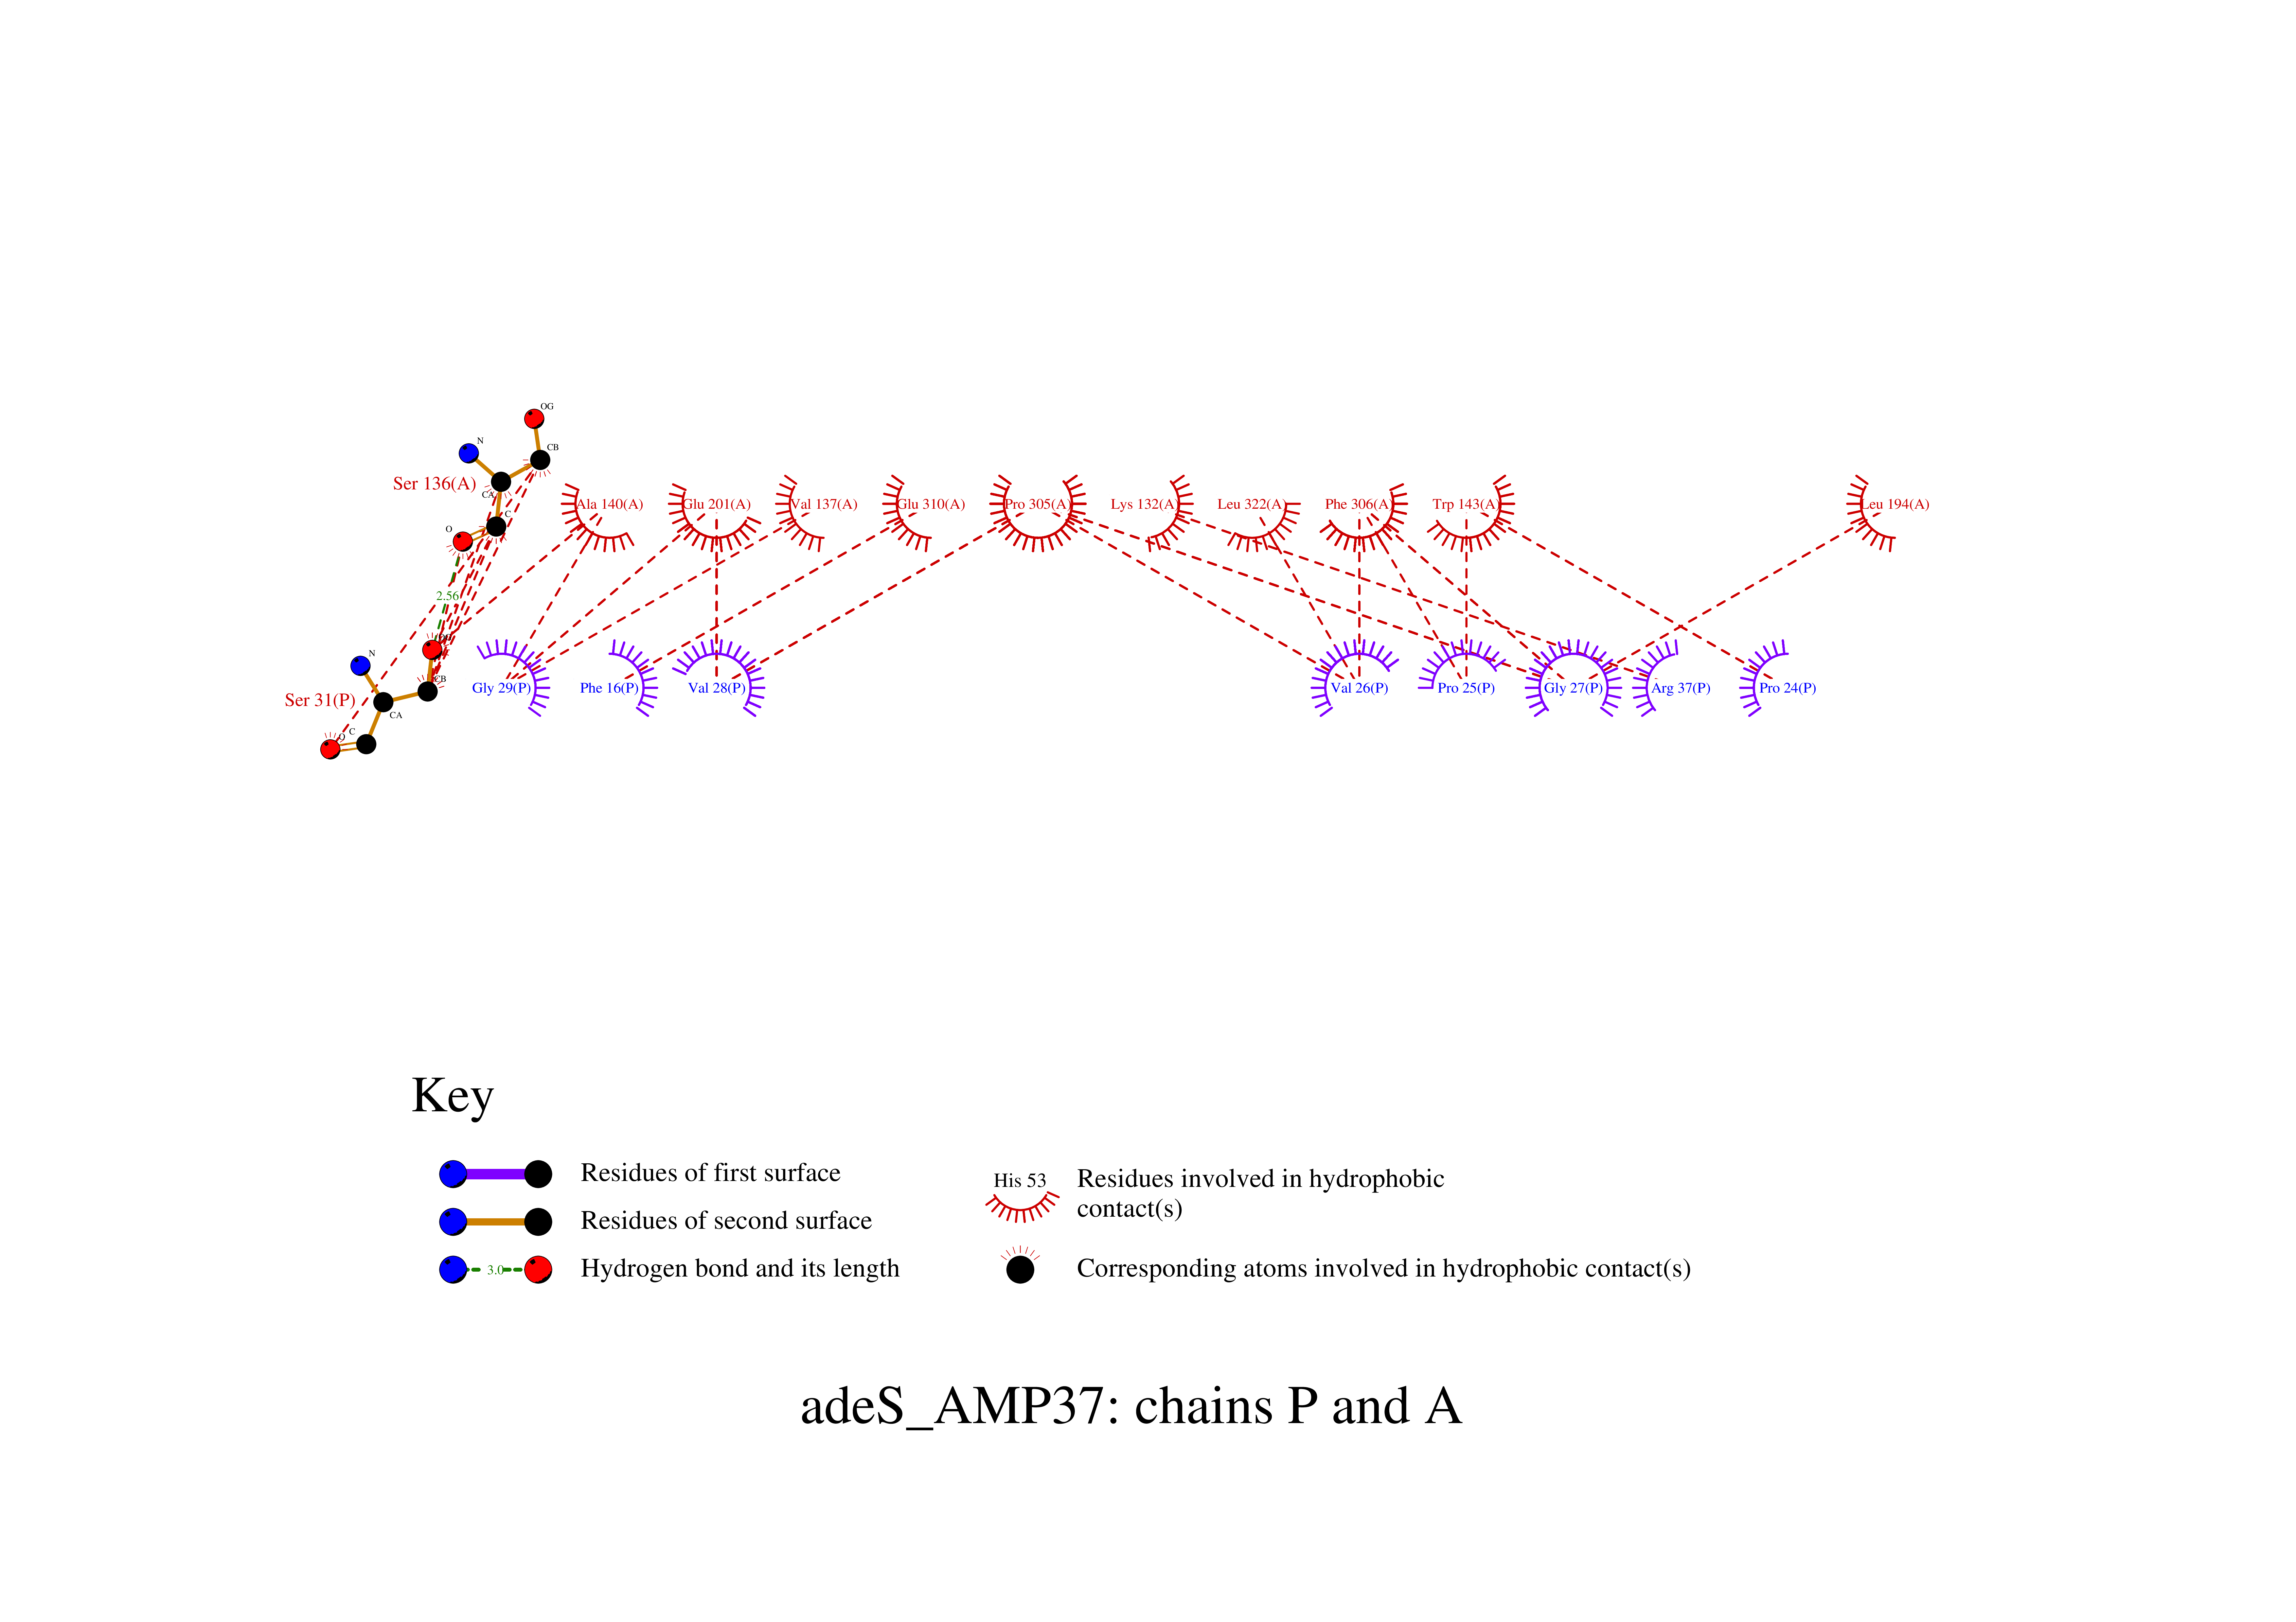 OG
N
CB
Ser 136(A)
CA
C
O
Ala 140(A)
Glu 201(A)
Val 137(A)
Glu 310(A)
Pro 305(A)
Lys 132(A)
Leu 322(A)
Phe 306(A)
Trp 143(A)
Leu 194(A)
2.56
OG
N
CB
Ser 31(P)
CA
C
O
Gly 29(P)
Phe 16(P)
Val 28(P)
Val 26(P)
Pro 25(P)
Gly 27(P)
Arg 37(P)
Pro 24(P)
Key
Residues of first surface
Residues of second surface
3.0
Hydrogen bond and its length
His 53
Residues involved in hydrophobic
contact(s)
Corresponding atoms involved in hydrophobic contact(s)
adeS_AMP37: chains P and A